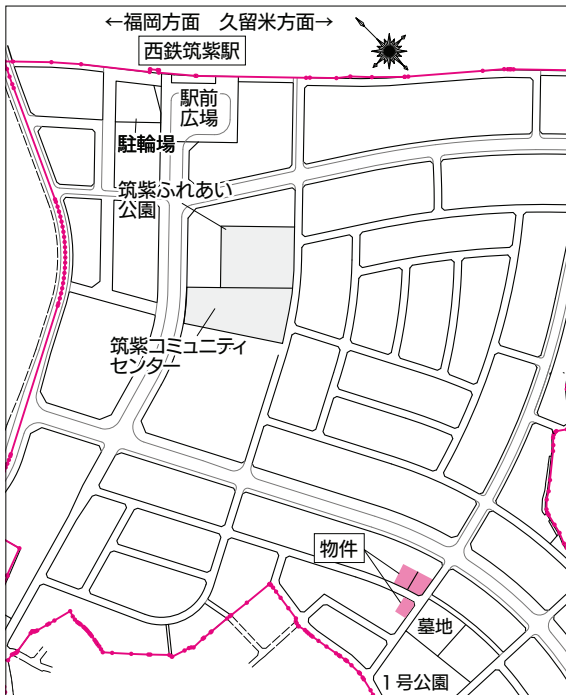 ←福岡方面　久留米方面→
西鉄筑紫駅
駅前
広場
駐輪場
筑紫ふれあい
公園
筑紫コミュニティ
センター
物件
墓地
1号公園